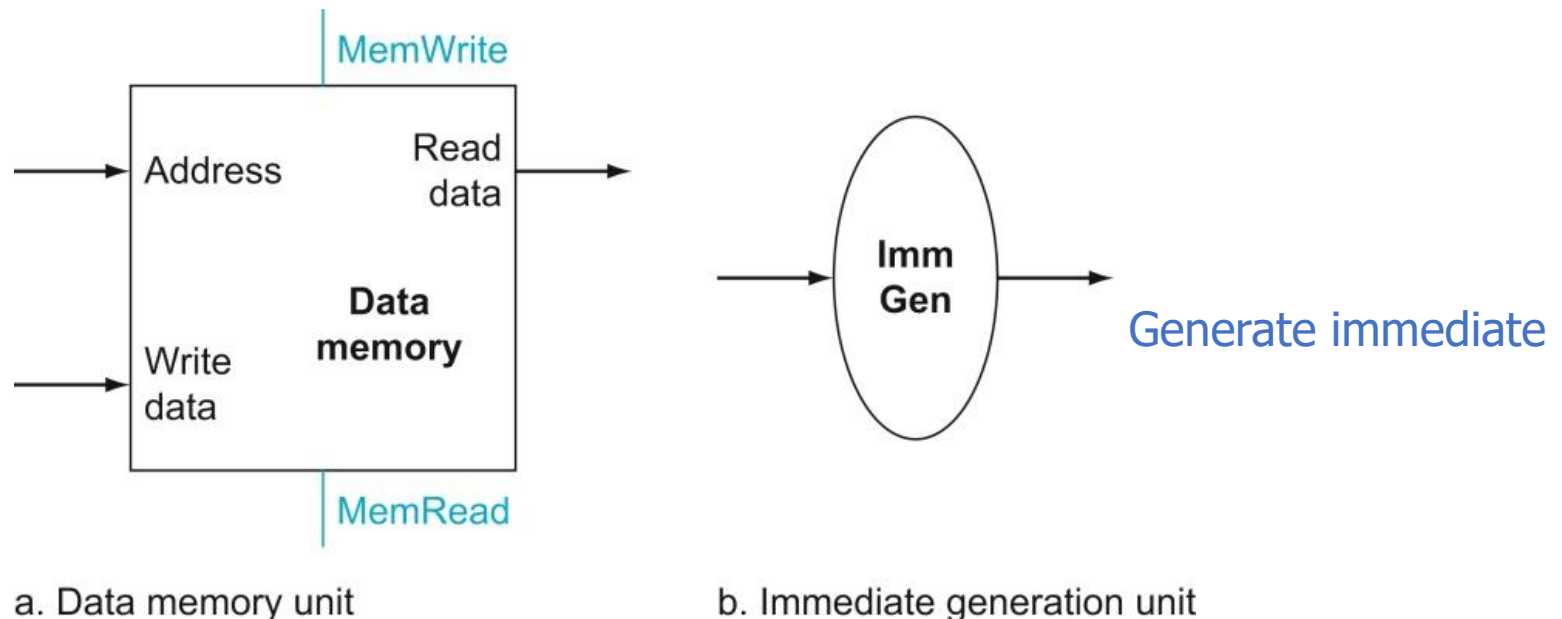 MemWrite
Address
Read
data
Data
memory
Write
data
MemRead
a. Data memory unit
Imm
Gen
Generate immediate
b. Immediate generation unit